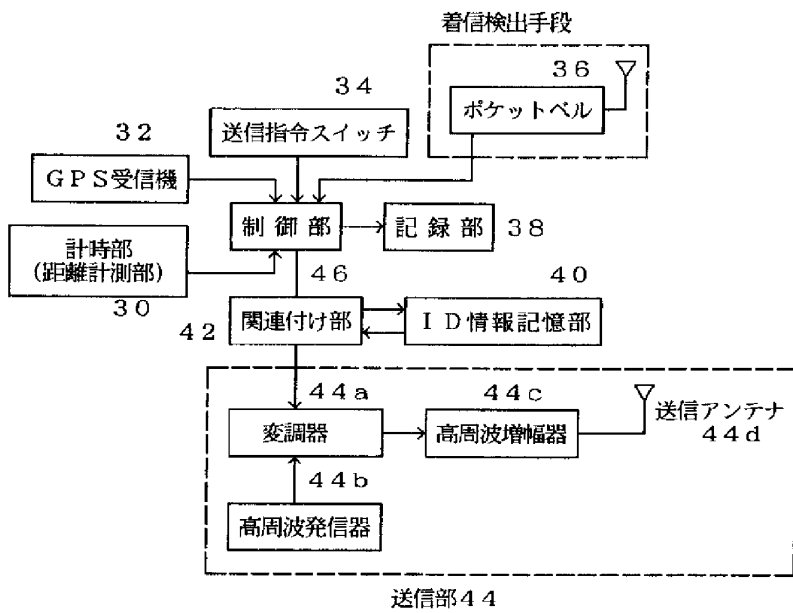 着信検出手段
36
ポケットベル
34
送信指令スイッチ
32
GPS受信機
制御部
記録部
38
計時部
(距離計測部)
30
46
40
42
関連付け部
ID情報記憶部
44a
44c
変調器
高周波増幅器
送信アンテナ
44d
44b
高周波発信器
送信部44